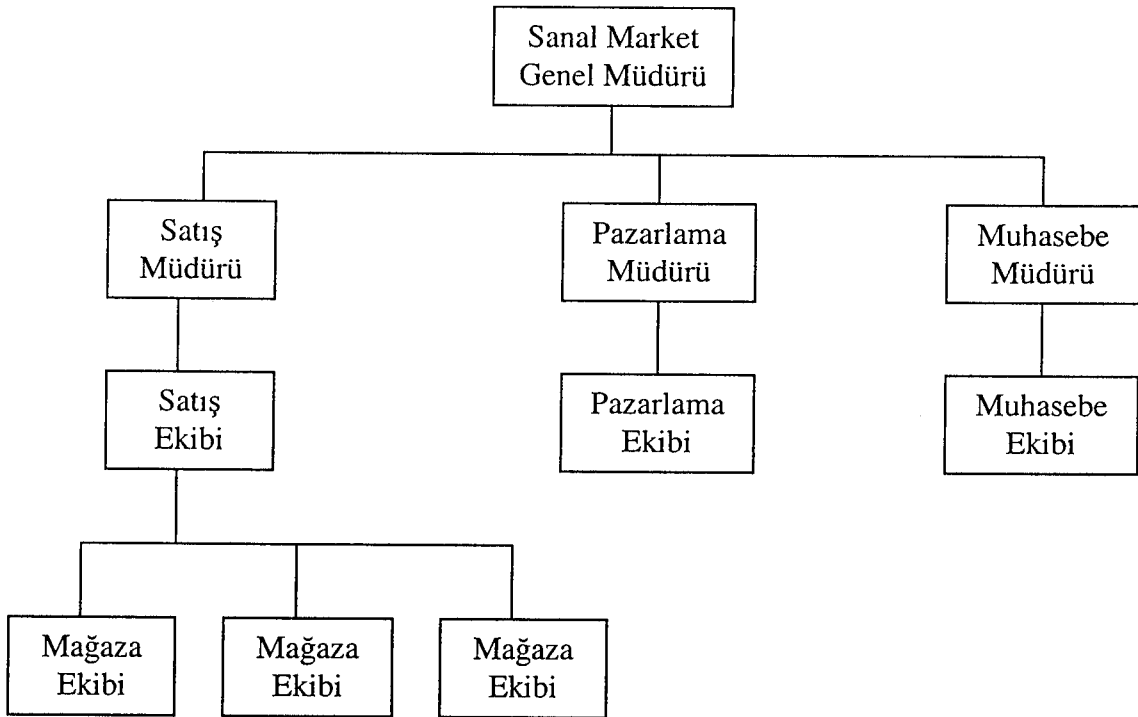 Sanal Market
Genel Müdürü
Satış
Müdürü
Pazarlama
Müdürü
Muhasebe
Müdürü
Satış
Ekibi
Pazarlama
Ekibi
Muhasebe
Ekibi
Mağaza
Ekibi
Mağaza
Ekibi
Mağaza
Ekibi